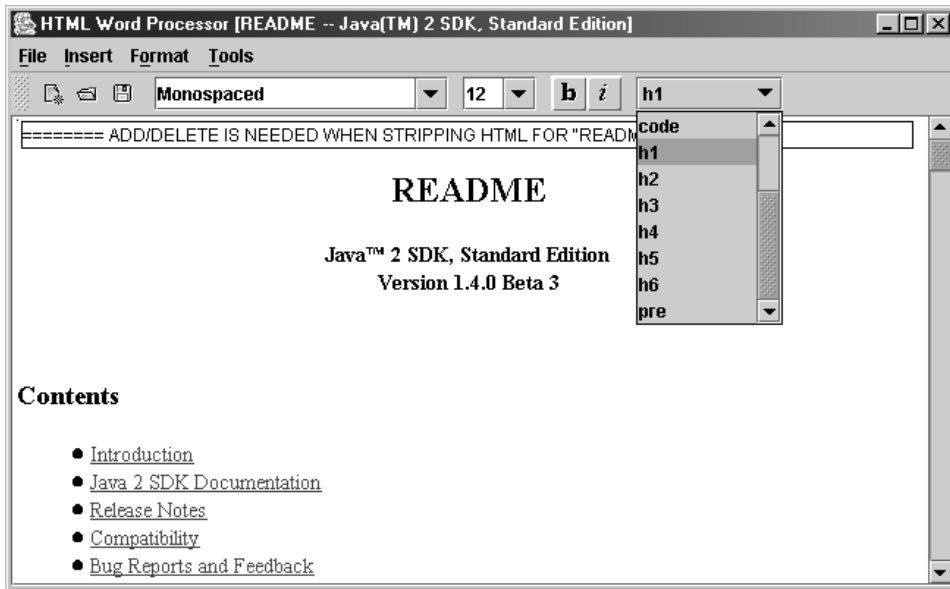 HTML Word Processor [README -- Java(TM) 2 SDK, Standard Edition]
File Insert Format Tools
Monospaced 12 b i h1
======== ADD/DELETE IS NEEDED WHEN STRIPPING HTML FOR "READM
code
h1
h2
h3
h4
h5
h6
pre
README
Java™ 2 SDK, Standard Edition
Version 1.4.0 Beta 3
Contents
Introduction
Java 2 SDK Documentation
Release Notes
Compatibility
Bug Reports and Feedback